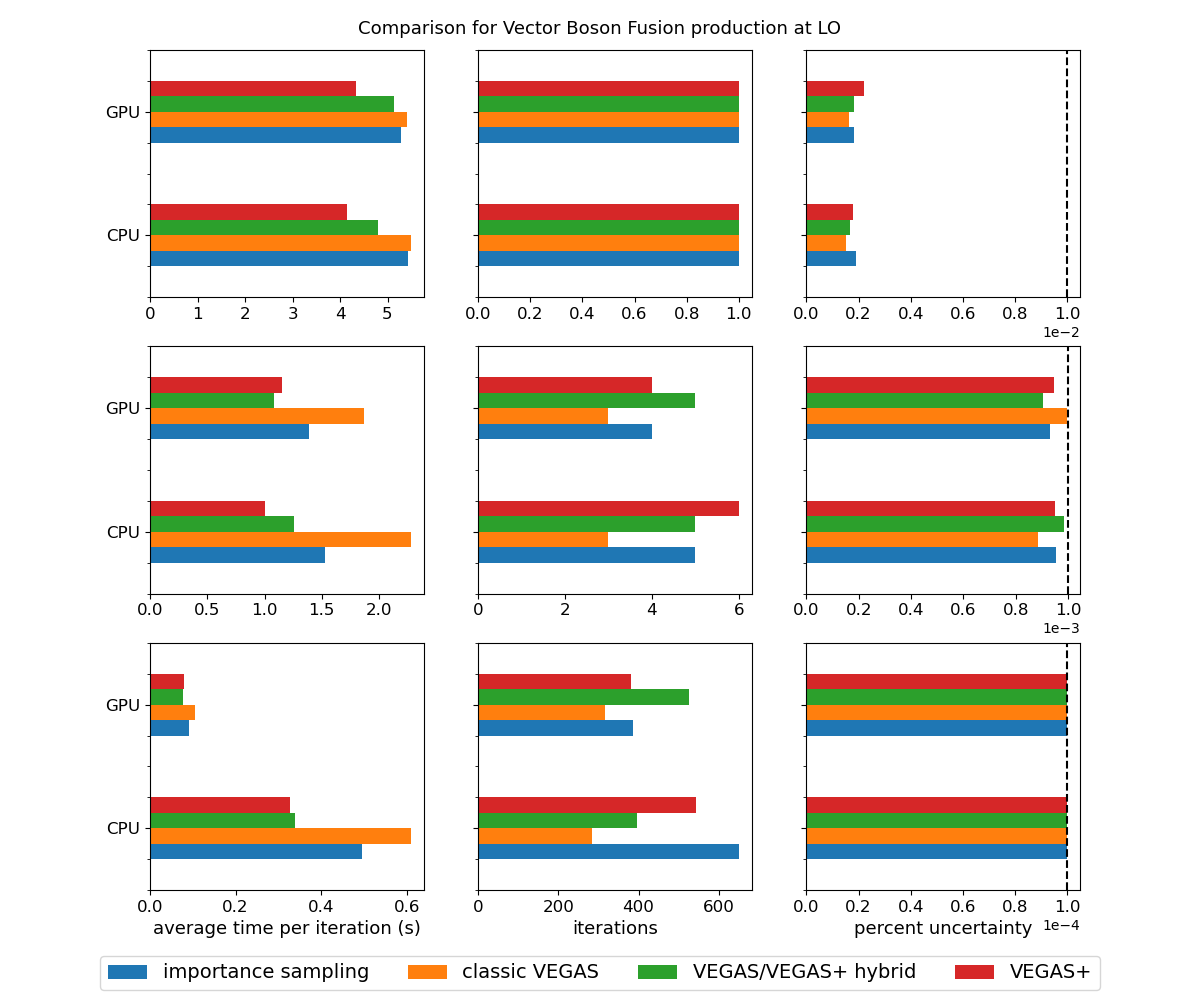 Comparison for Vector Boson Fusion production at LO
GPU
CPU
0 1 2 3 4 5
0.0 0.2 0.4 0.6 0.8 1.0
0.0 0.2 0.4 0.6 0.8 1.0
1e−2
GPU
CPU
0.0 0.5 1.0 1.5 2.0
0 2 4 6
0.0 0.2 0.4 0.6 0.8 1.0
1e−3
GPU
CPU
0.0 0.2 0.4 0.6
0 200 400 600
0.0 0.2 0.4 0.6 0.8 1.0
1e−4
average time per iteration (s)
iterations
percent uncertainty
importance sampling
classic VEGAS
VEGAS/VEGAS+ hybrid
VEGAS+